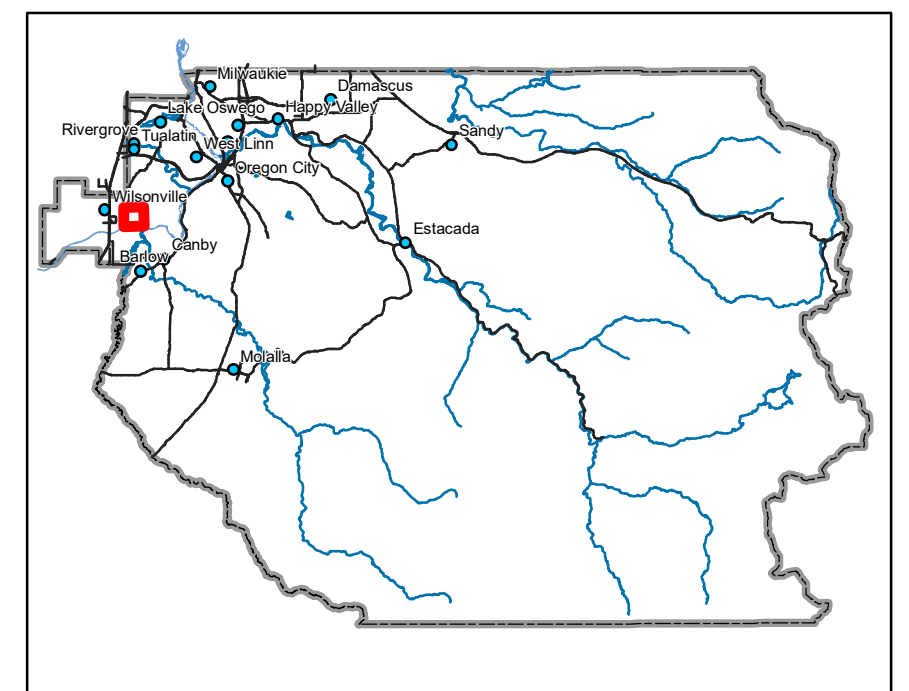 Milwaukie
Damascus
Lake Oswego
Happy Valley
Rivergrove
Tualatin
West Linn
Sandy
Oregon City
Wilsonville
Estacada
Canby
Barlow
Molalla